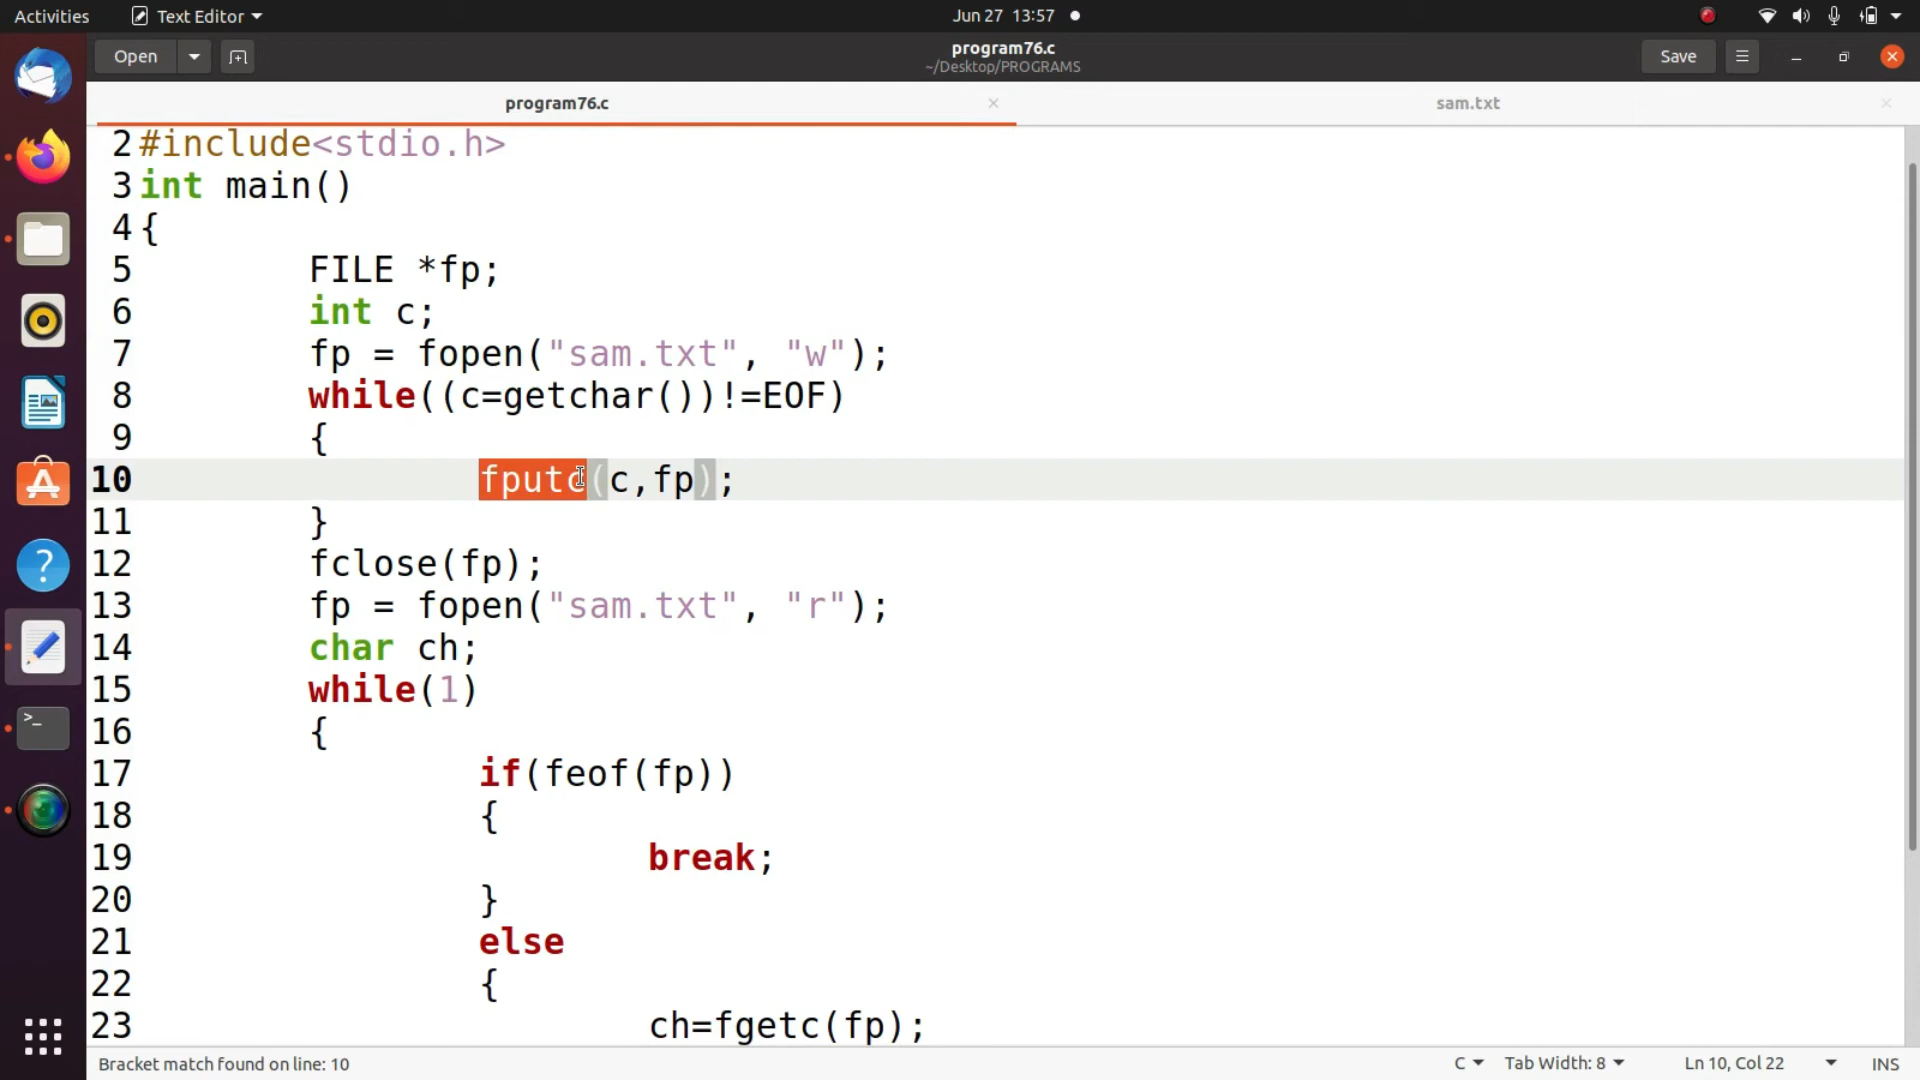 Activities Text Editor Jun 27 13:57
Open program76.c Save
~/Desktop/PROGRAMS
program76.c sam.txt
2 #include<stdio.h>
3 int main()
4 {
5 FILE *fp;
6 int c;
7 fp = fopen("sam.txt", "w");
8 while((c=getchar())!=EOF)
9 {
10 fputc(c,fp);
11 }
12 fclose(fp);
13 fp = fopen("sam.txt", "r");
14 char ch;
15 while(1)
16 {
17 if(feof(fp))
18 {
19 break;
20 }
21 else
22 {
23 ch=fgetc(fp);
Bracket match found on line: 10 C Tab Width: 8 Ln 10, Col 22 INS